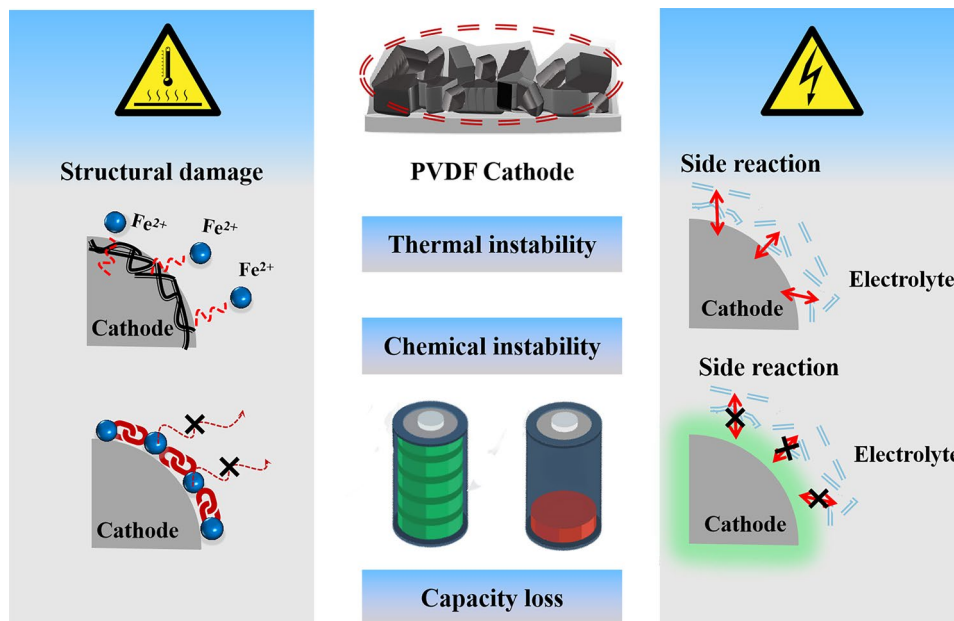 Structural damage
Fe2+
Fe2+
Fe2+
Cathode
Cathode
PVDF Cathode
Thermal instability
Chemical instability
Capacity loss
Side reaction
Electrolyte
Cathode
Side reaction
Electrolyte
Cathode